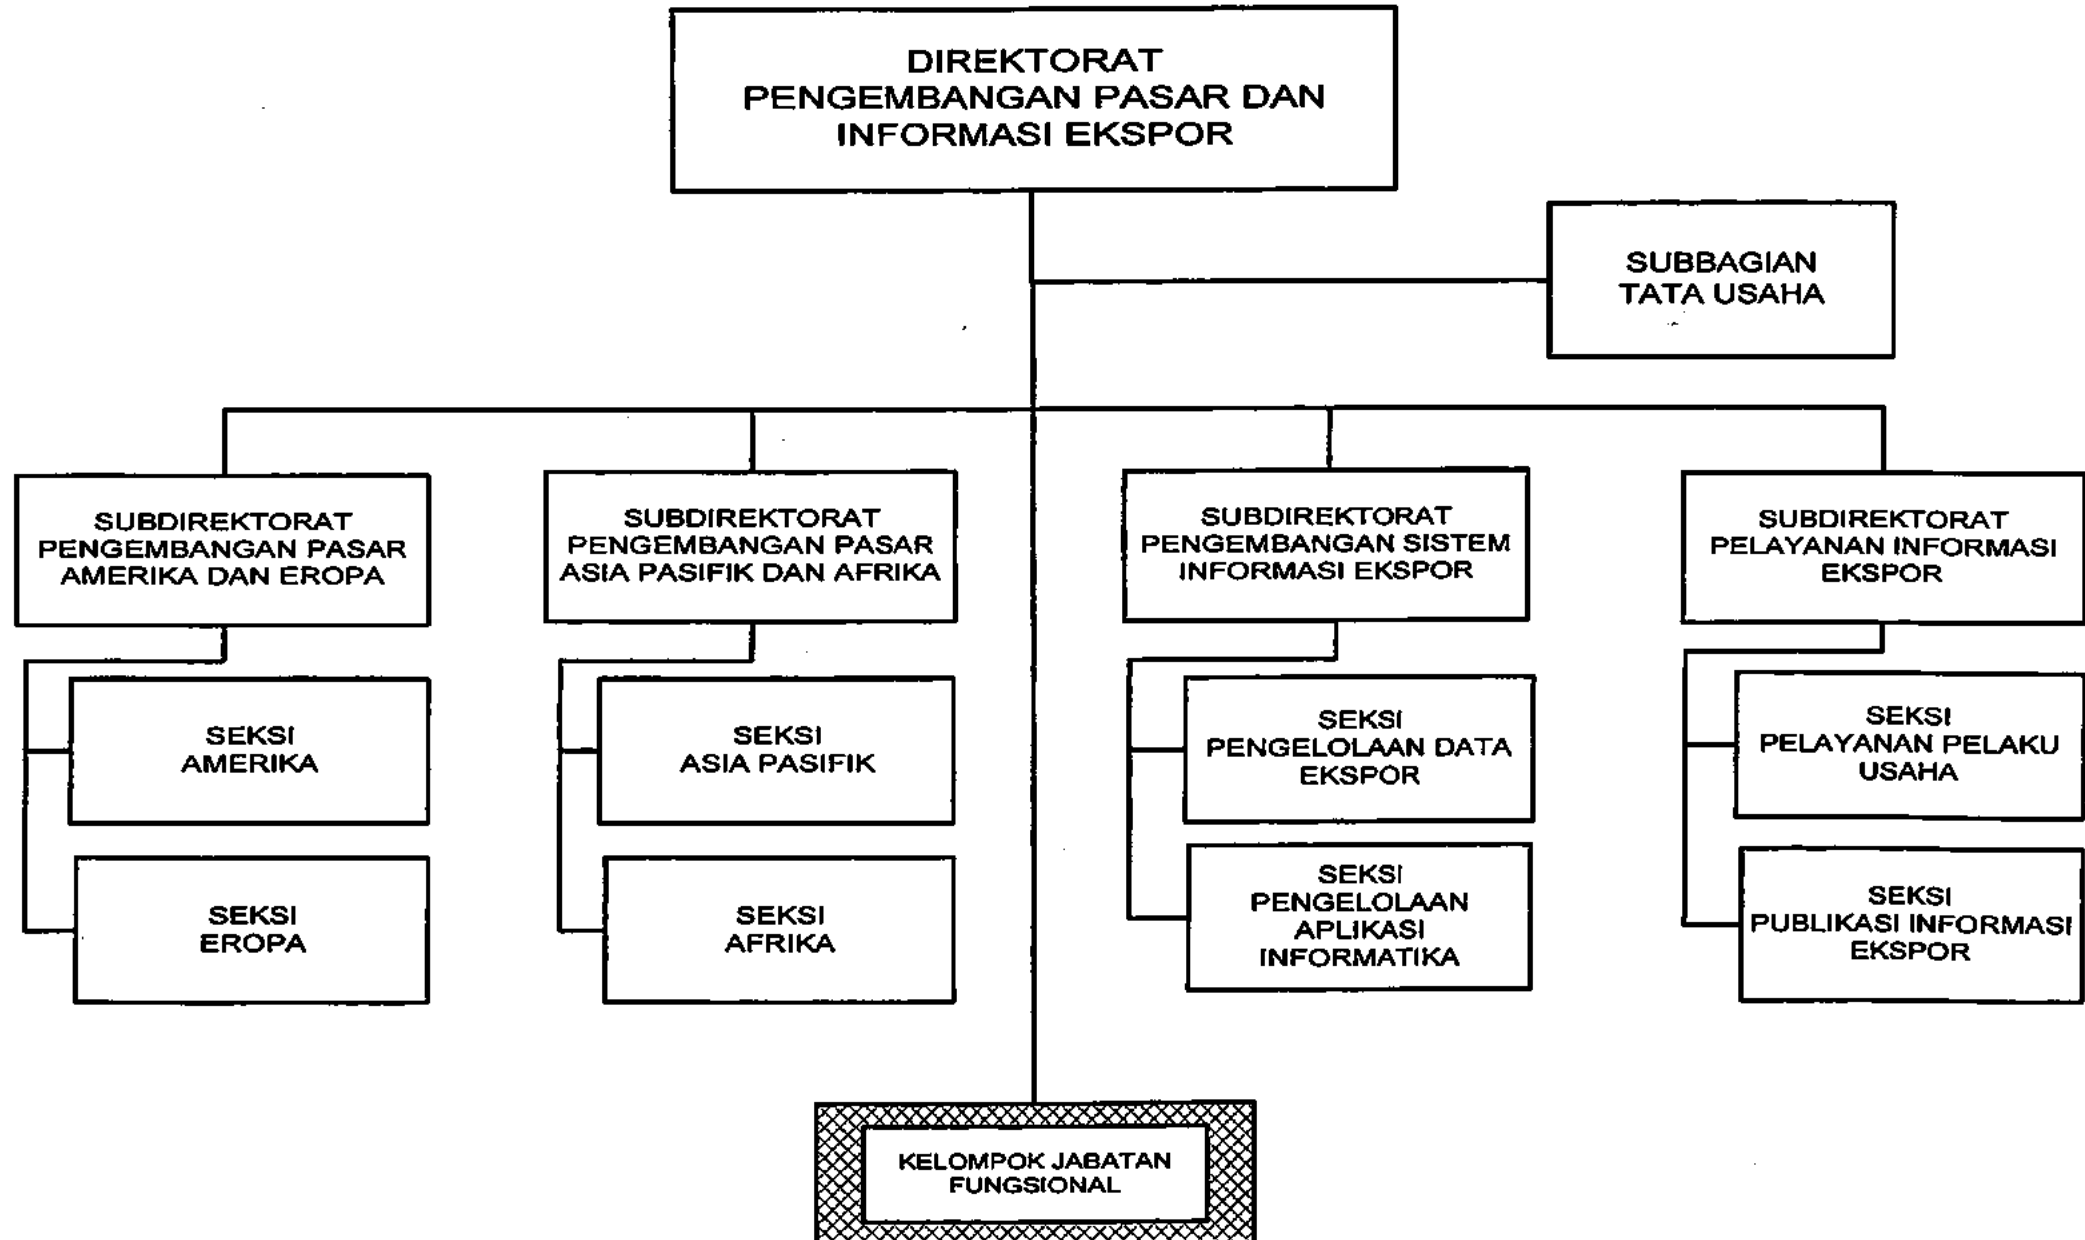 DIREKTORAT
PENGEMBANGAN PASAR DAN
INFORMASI EKSPOR
SUBBAGIAN
TATA USAHA
SUBDIREKTORAT
PENGEMBANGAN PASAR
AMERIKA DAN EROPA
SUBDIREKTORAT
PENGEMBANGAN PASAR
ASIA PASIFIK DAN AFRIKA
SUBDIREKTORAT
PENGEMBANGAN SISTEM
INFORMASI EKSPOR
SUBDIREKTORAT
PELAYANAN INFORMASI
EKSPOR
SEKSI
AMERIKA
SEKSI
ASIA PASIFIK
SEKSI
PENGELOLAAN DATA
EKSPOR
SEKSI
PELAYANAN PELAKU
USAHA
SEKSI
EROPA
SEKSI
AFRIKA
SEKSI
PENGELOLAAN
APLIKASI
INFORMATIKA
SEKSI
PUBLIKASI INFORMASI
EKSPOR
KELOMPOK JABATAN
FUNGSIONAL